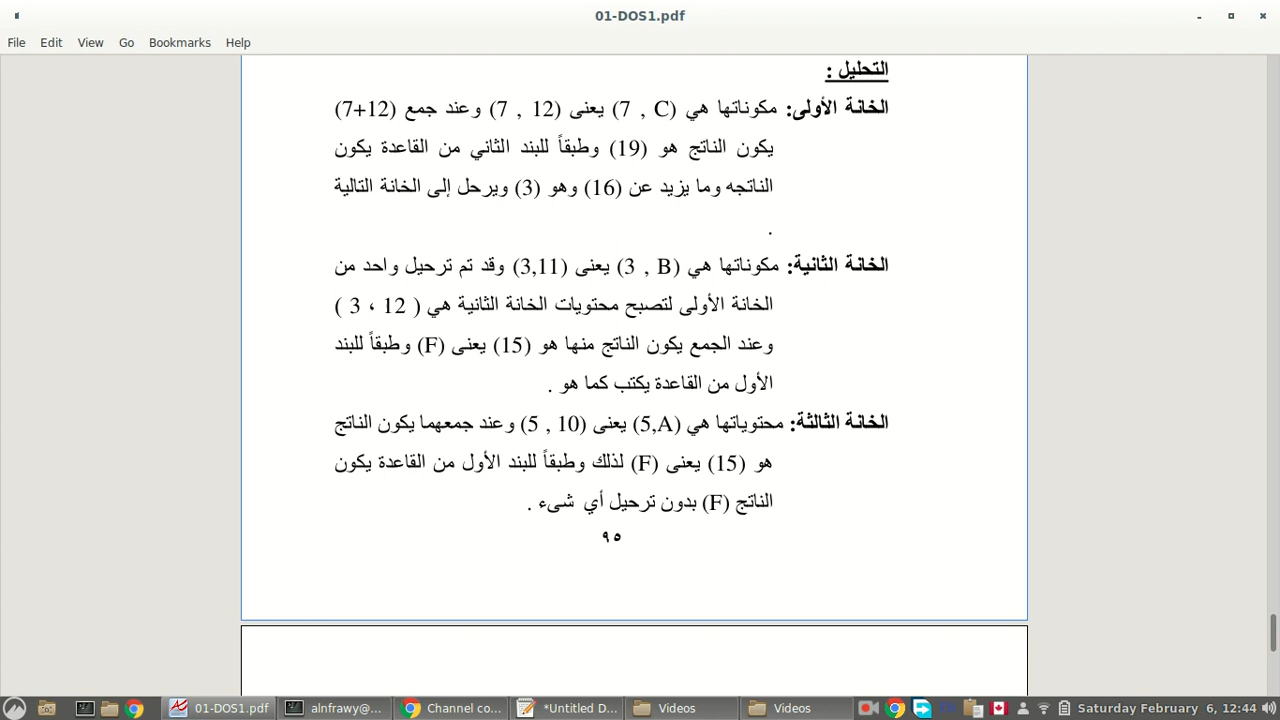 01-DOS1.pdf
File Edit View Go Bookmarks Help
التحليل :
الخانة الأولى: مكوناتها هي (7 , C) يعنى (7 , 12) وعند جمع (7+12)
يكون الناتج هو (19) وطبقاً للبند الثاني من القاعدة يكون
الناتجه وما يزيد عن (16) وهو (3) ويرحل إلى الخانة التالية
.
الخانة الثانية: مكوناتها هي (3 , B) يعنى (3,11) وقد تم ترحيل واحد من
الخانة الأولى لتصبح محتويات الخانة الثانية هي ( 12 ، 3 )
وعند الجمع يكون الناتج منها هو (15) يعنى (F) وطبقاً للبند
الأول من القاعدة يكتب كما هو .
الخانة الثالثة: محتوياتها هي (5,A) يعنى (5 , 10) وعند جمعهما يكون الناتج
هو (15) يعنى (F) لذلك وطبقاً للبند الأول من القاعدة يكون
الناتج (F) بدون ترحيل أي شىء .
٩٥
01-DOS1.pdf alnfrawy@... Channel co... *Untitled D... Videos Videos Saturday February 6, 12:44